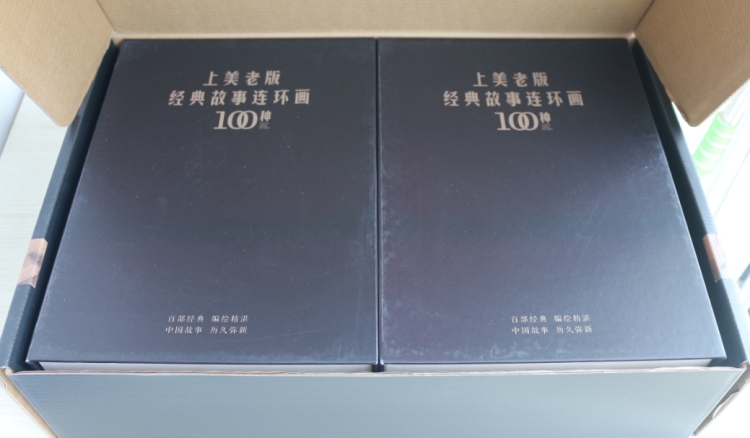 上美老版
经典故事连环画
100种
百部经典 编绘精湛
中国故事 历久弥新
上美老版
经典故事连环画
100种
百部经典 编绘精湛
中国故事 历久弥新